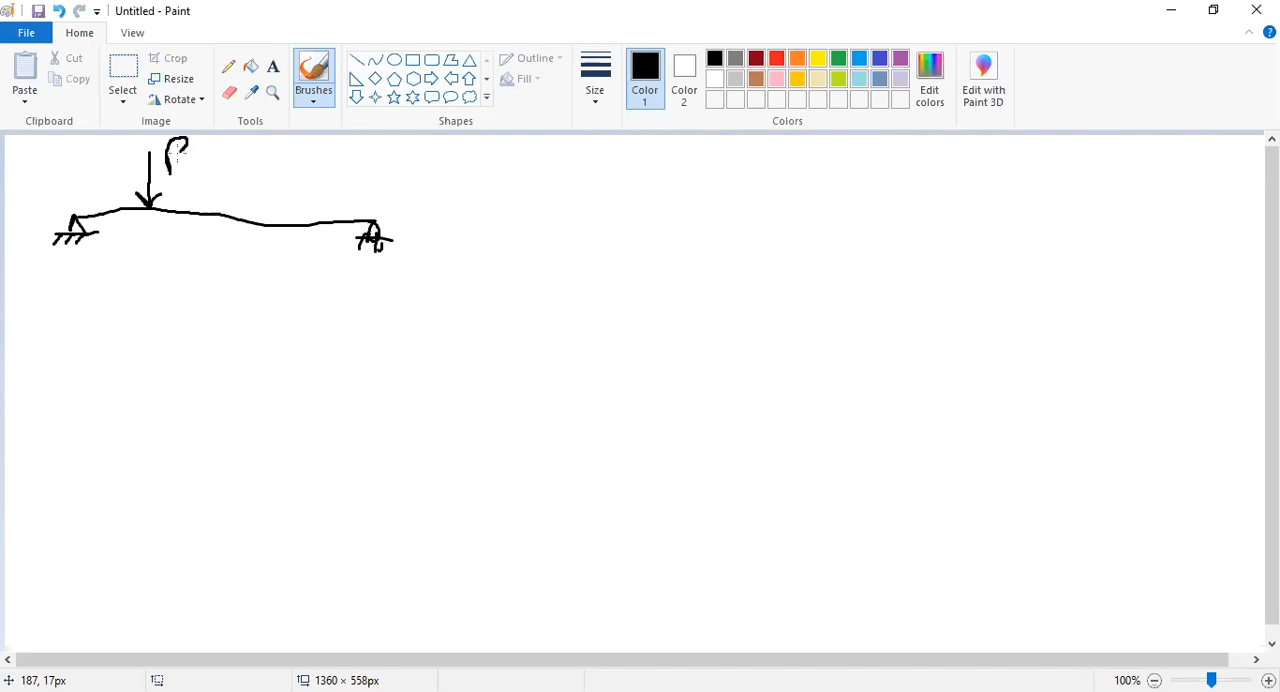 Untitled - Paint
File Home View
Paste Cut Copy Clipboard
Select Crop Resize Rotate Image
Tools
Brushes
Shapes
Outline Fill
Size
Color 1 Color 2
Edit colors
Edit with Paint 3D
Colors
P
187, 17px 1360 × 558px 100%